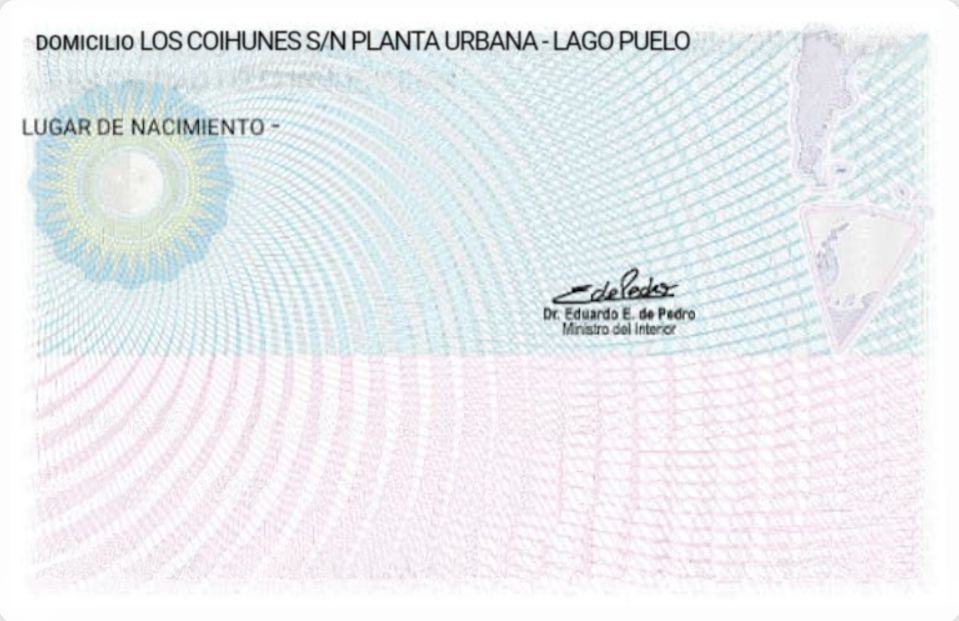 DOMICILIO LOS COIHUNES S/N PLANTA URBANA - LAGO PUELO
LUGAR DE NACIMIENTO -
EdePedro
Dr. Eduardo E. de Pedro
Ministro del Interior